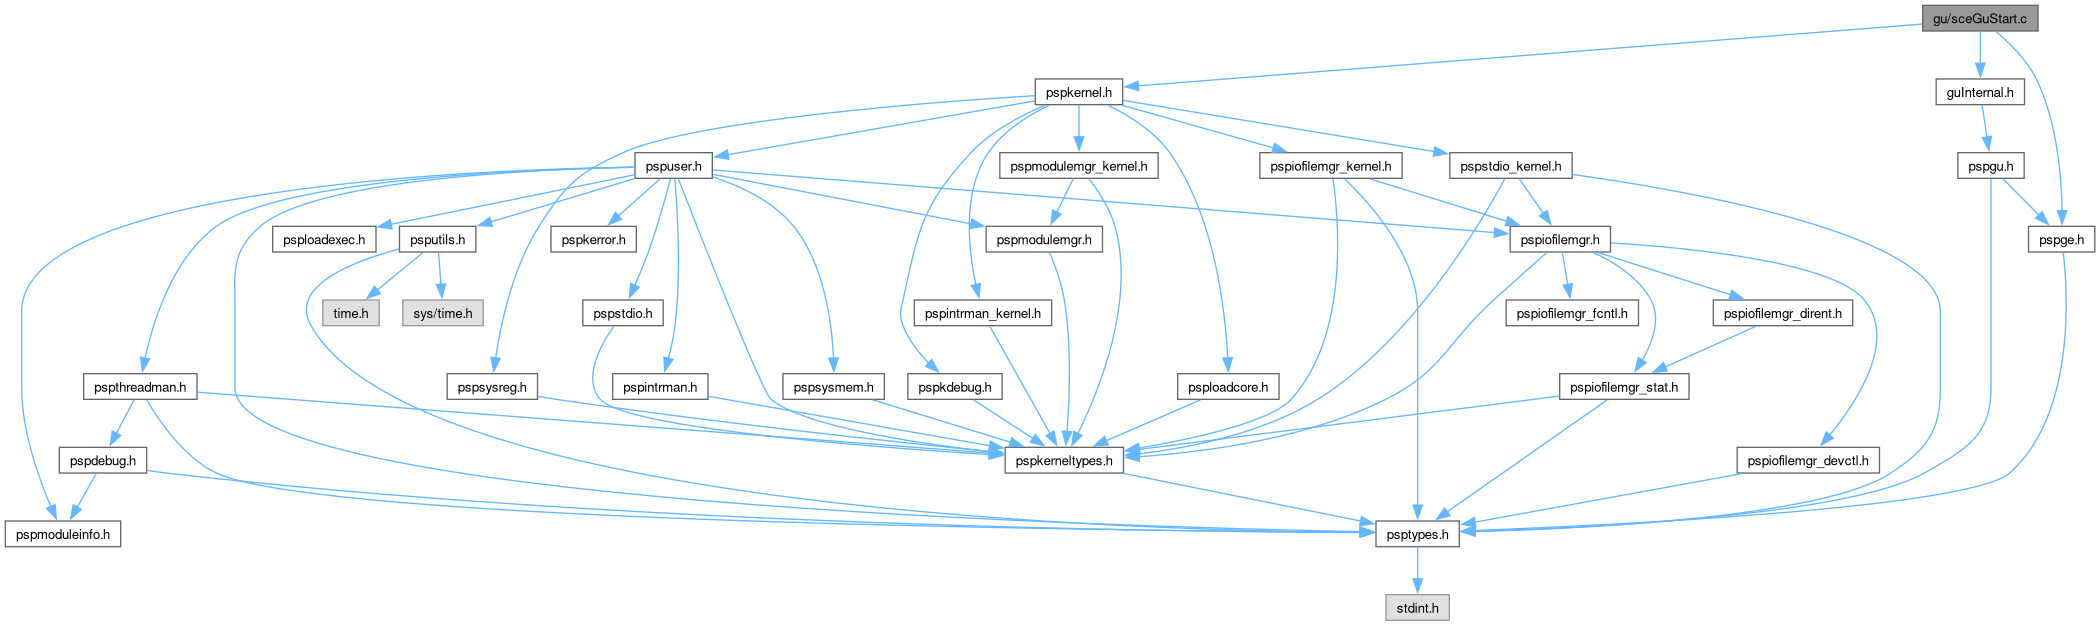 gu/sceGuStart.c
pspkernel.h
guInternal.h
pspuser.h
pspmodulemgr_kernel.h
pspiofilemgr_kernel.h
pspstdio_kernel.h
pspgu.h
psploadexec.h
psputils.h
pspkerror.h
pspmodulemgr.h
pspiofilemgr.h
pspge.h
time.h
sys/time.h
pspstdio.h
pspintrman_kernel.h
pspiofilemgr_fcntl.h
pspiofilemgr_dirent.h
pspthreadman.h
pspsysreg.h
pspintrman.h
pspsysmem.h
pspkdebug.h
psploadcore.h
pspiofilemgr_stat.h
pspdebug.h
pspkerneltypes.h
pspiofilemgr_devctl.h
pspmoduleinfo.h
psptypes.h
stdint.h